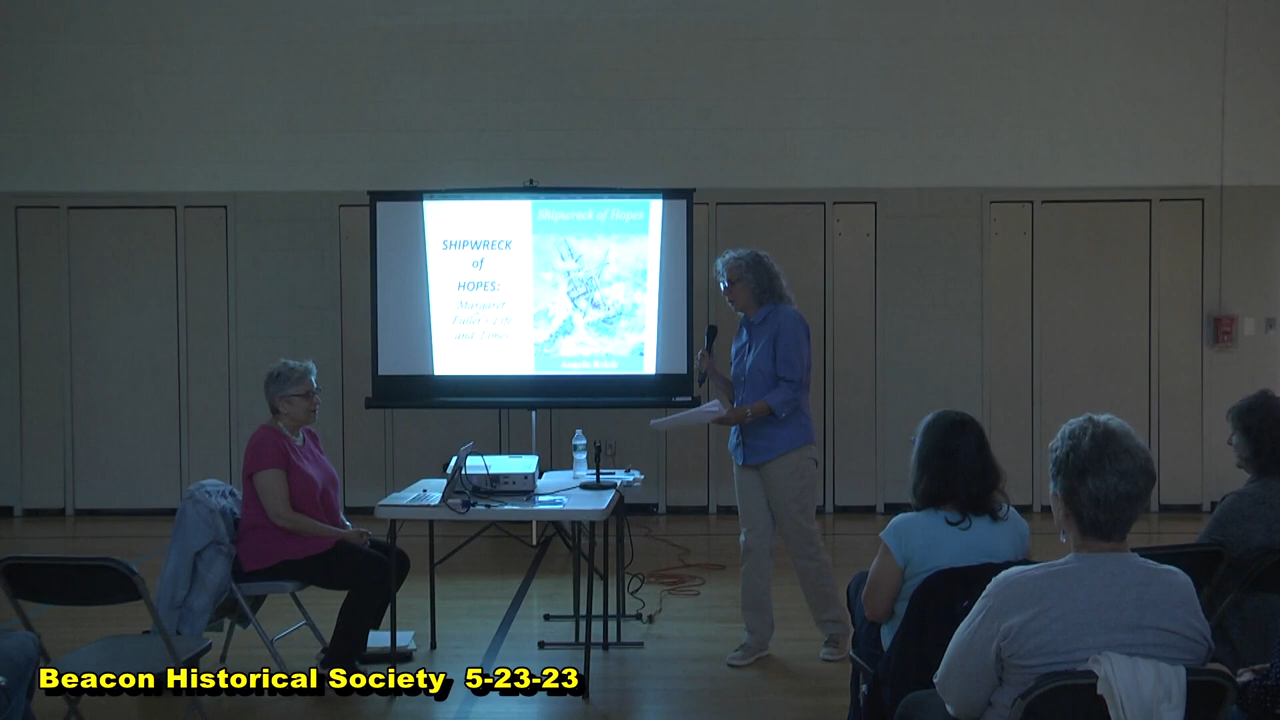 SHIPWRECK
of
HOPES:
Margaret
Fuller's Life
and Times
Shipwreck of Hopes
Beacon Historical Society 5-23-23